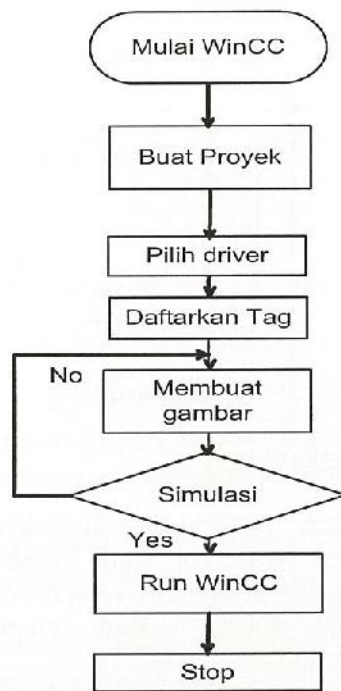 Mulai WinCC
Buat Proyek
Pilih driver
Daftarkan Tag
No
Membuat
gambar
Simulasi
Yes
Run WinCC
Stop